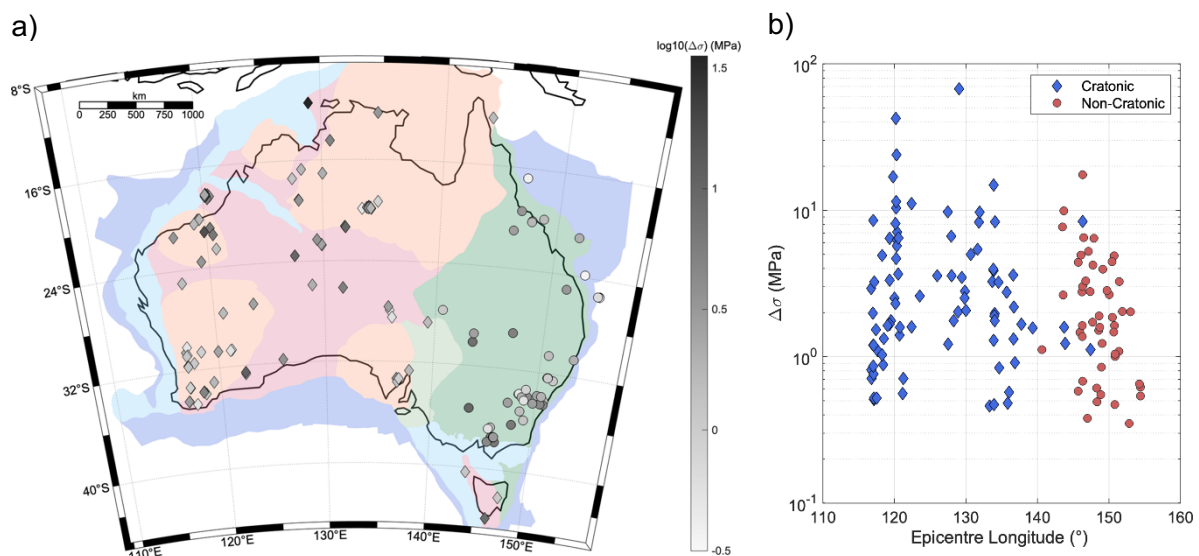 a)
b)
log10(Δσ) (MPa)
km
0 250 500 750 1000
8°S
16°S
24°S
32°S
40°S
110°E
120°E
130°E
140°E
150°E
1.5
1
0.5
0
-0.5
Cratonic
Non-Cratonic
10²
10¹
10⁰
10⁻¹
Δσ (MPa)
110 120 130 140 150 160
Epicentre Longitude (°)